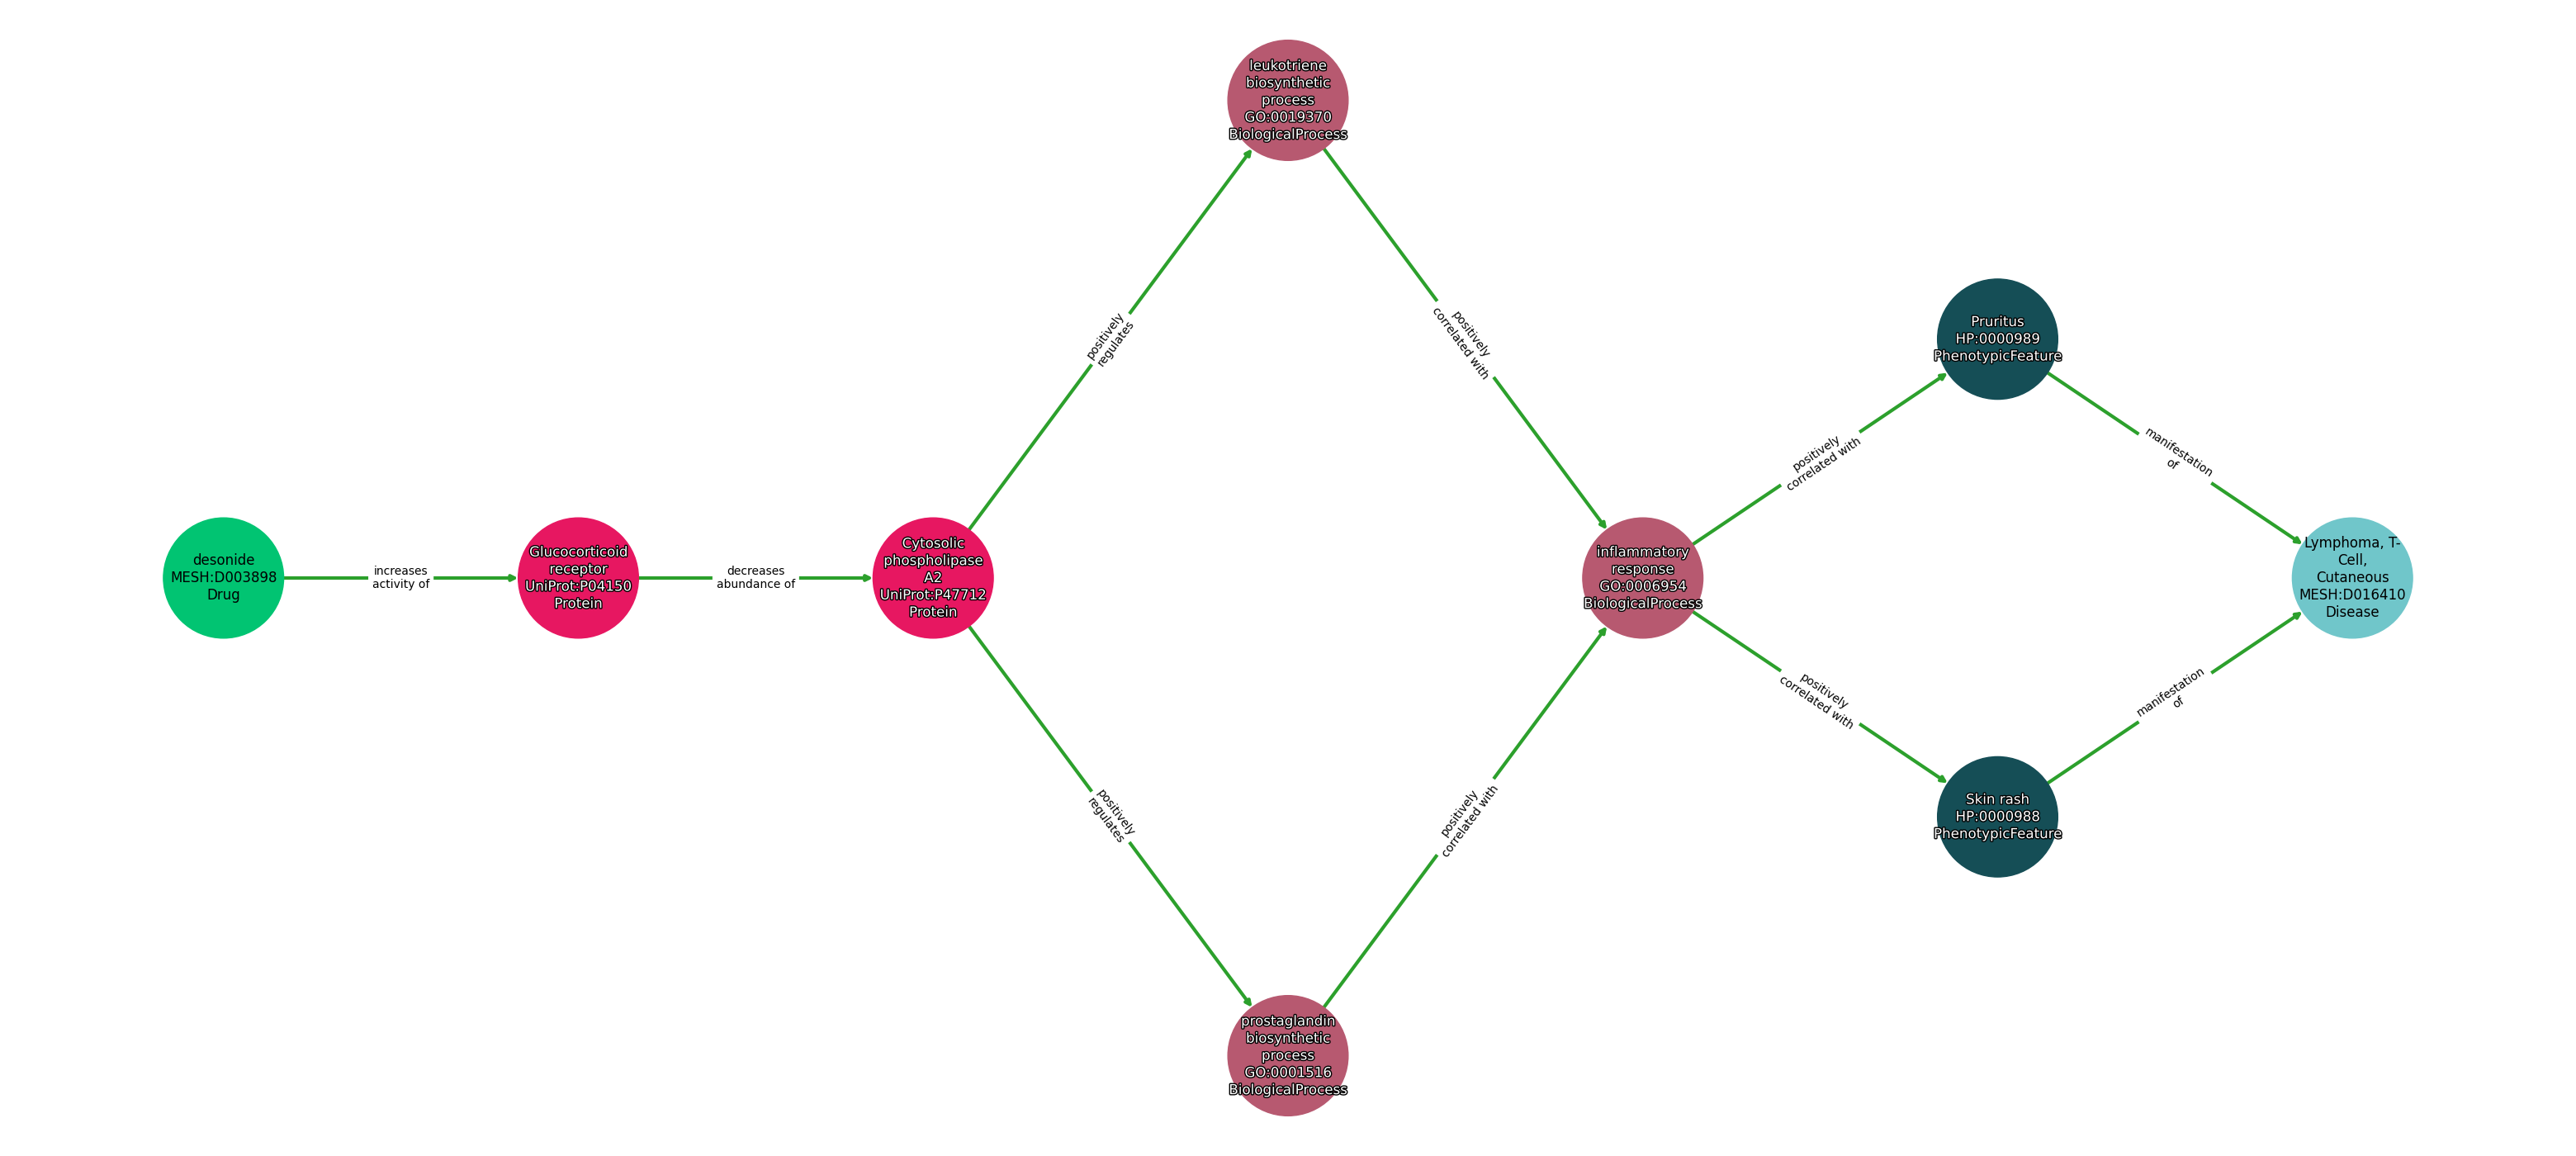 leukotriene
biosynthetic
process
GO:0019370
BiologicalProcess
positively
regulates
positively
correlated with
Pruritus
HP:0000989
PhenotypicFeature
positively
correlated with
manifestation
of
desonide
MESH:D003898
Drug
increases
activity of
Glucocorticoid
receptor
UniProt:P04150
Protein
decreases
abundance of
Cytosolic
phospholipase
A2
UniProt:P47712
Protein
inflammatory
response
GO:0006954
BiologicalProcess
Lymphoma, T-
Cell,
Cutaneous
MESH:D016410
Disease
positively
correlated with
manifestation
of
Skin rash
HP:0000988
PhenotypicFeature
positively
regulates
positively
correlated with
prostaglandin
biosynthetic
process
GO:0001516
BiologicalProcess